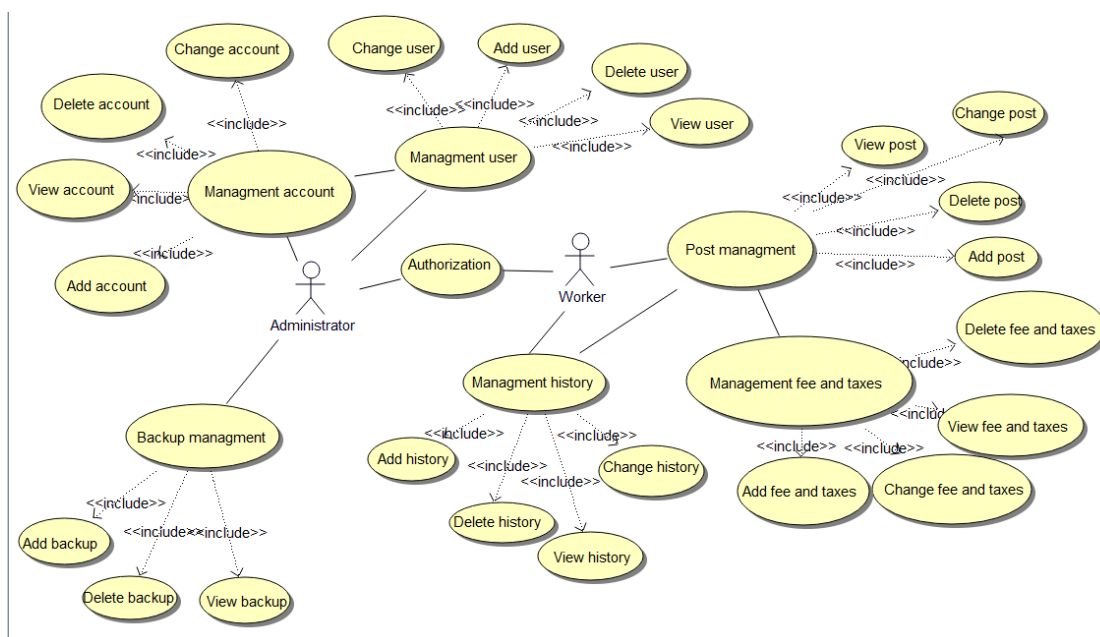 Change account
Change user
Add user
Delete user
View user
Delete account
<<include>>
<<include>>
<<include>>
<<include>>
<<include>>
<<include>>
Managment user
View account
<<include>>
Managment account
<<include>>
Add account
Change post
View post
<<include>>
<<include>>
Delete post
<<include>>
Post managment
Add post
<<include>>
Authorization
Administrator
Worker
Delete fee and taxes
<<include>>
Management fee and taxes
<<include>>
View fee and taxes
<<include>>
<<include>>
Add fee and taxes
Change fee and taxes
Managment history
<<include>>
<<include>>
Add history
<<include>>
Change history
<<include>>
Delete history
View history
Backup managment
<<include>>
<<include>>
<<include>>
Add backup
Delete backup
View backup